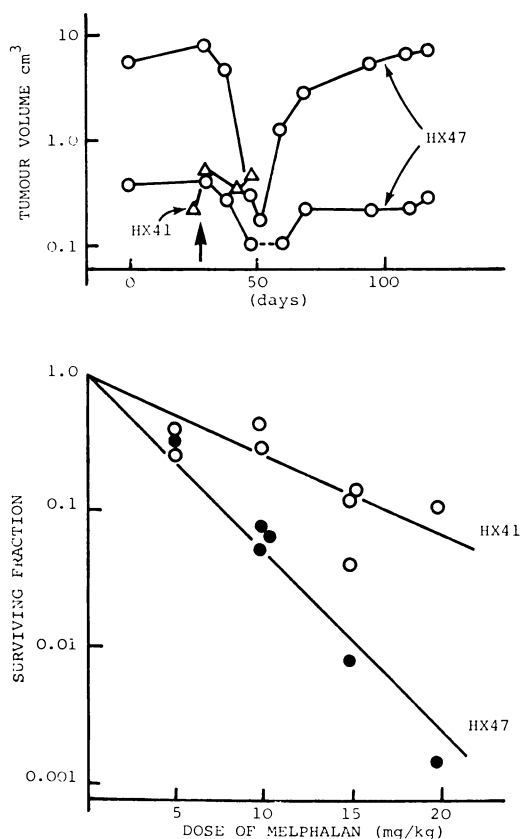 TUMOUR VOLUME cm³
10
1.0
0.1
HX47
HX41
0
50
100
(days)
SURVIVING FRACTION
1.0
0.1
0.01
0.001
HX41
HX47
5
10
15
20
DOSE OF MELPHALAN (mg/kg)